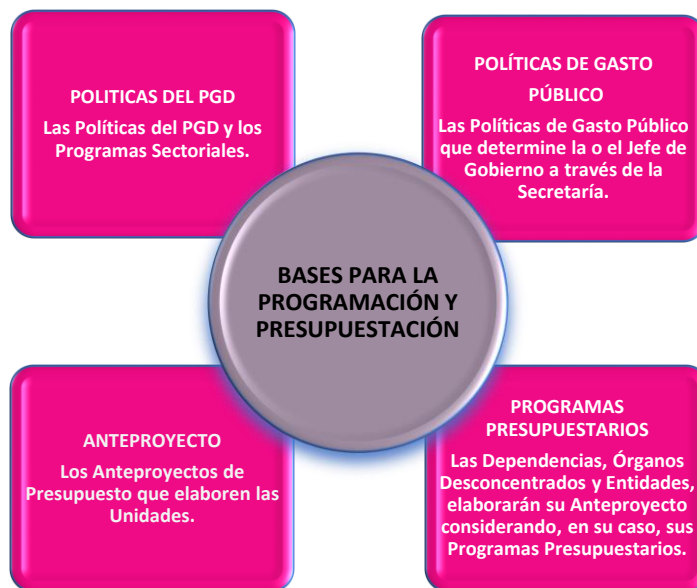 POLITICAS DEL PGD
Las Políticas del PGD y los
Programas Sectoriales.
POLÍTICAS DE GASTO
PÚBLICO
Las Políticas de Gasto Público
que determine la o el Jefe de
Gobierno a través de la
Secretaría.
BASES PARA LA
PROGRAMACIÓN Y
PRESUPUESTACIÓN
ANTEPROYECTO
Los Anteproyectos de
Presupuesto que elaboren las
Unidades.
PROGRAMAS
PRESUPUESTARIOS
Las Dependencias, Órganos
Desconcentrados y Entidades,
elaborarán su Anteproyecto
considerando, en su caso, sus
Programas Presupuestarios.